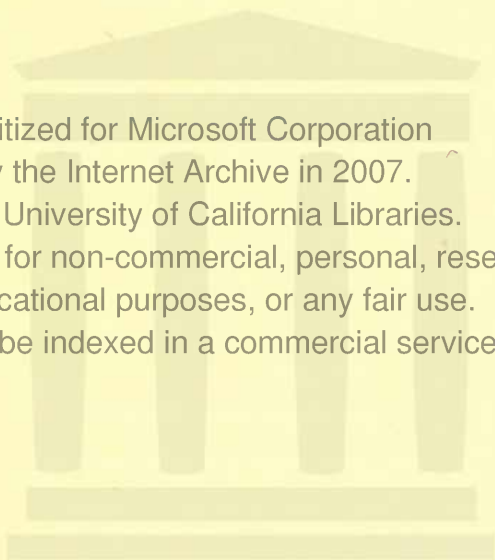 itized for Microsoft Corporation
the Internet Archive in 2007.
University of California Libraries.
for non-commercial, personal, rese
cational purposes, or any fair use.
be indexed in a commercial service